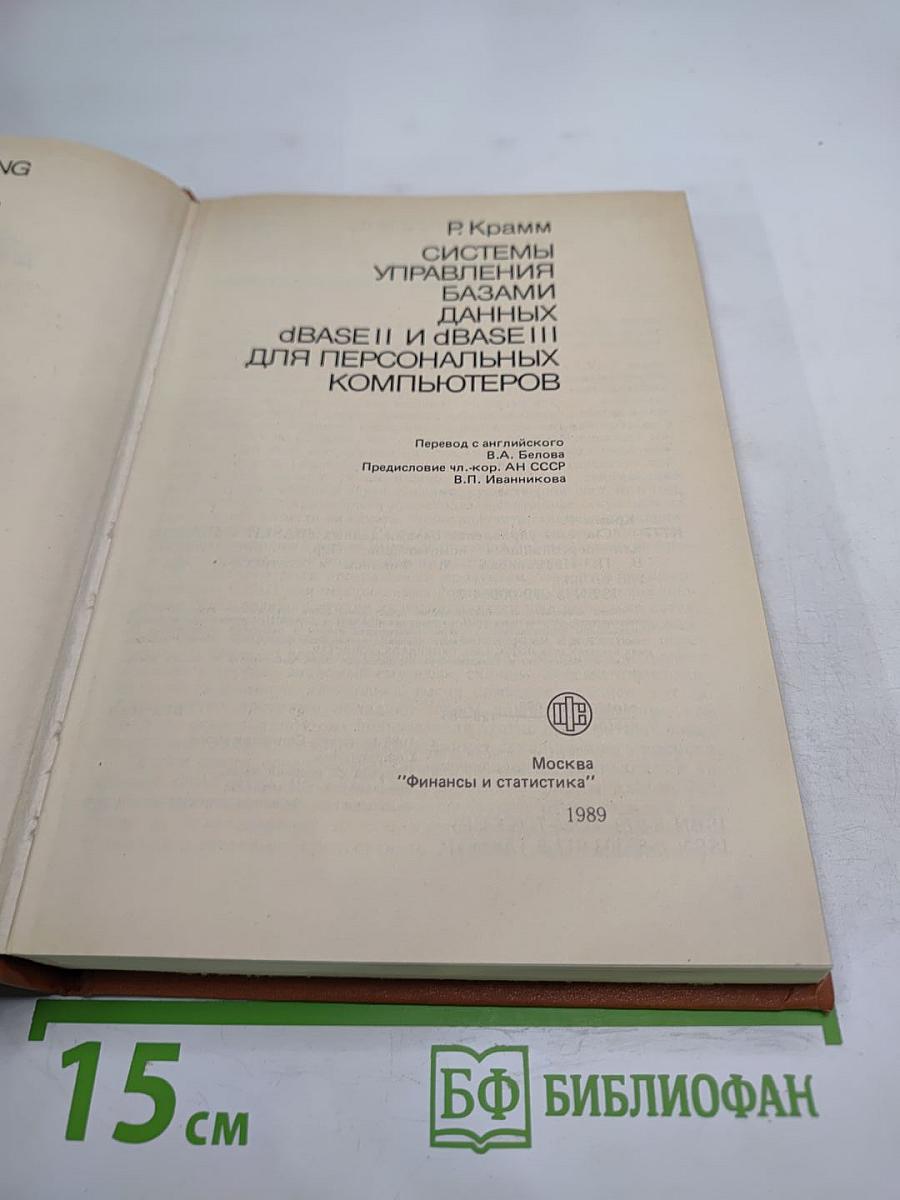 NG
Р. Крамм
СИСТЕМЫ
УПРАВЛЕНИЯ
БАЗАМИ
ДАННЫХ
dBASE II И dBASE III
ДЛЯ ПЕРСОНАЛЬНЫХ
КОМПЬЮТЕРОВ
Перевод с английского
В.А. Белова
Предисловие чл.-кор. АН СССР
В.П. Иванникова
Москва
"Финансы и статистика"
1989
15 см
БФ БИБЛИОФАН